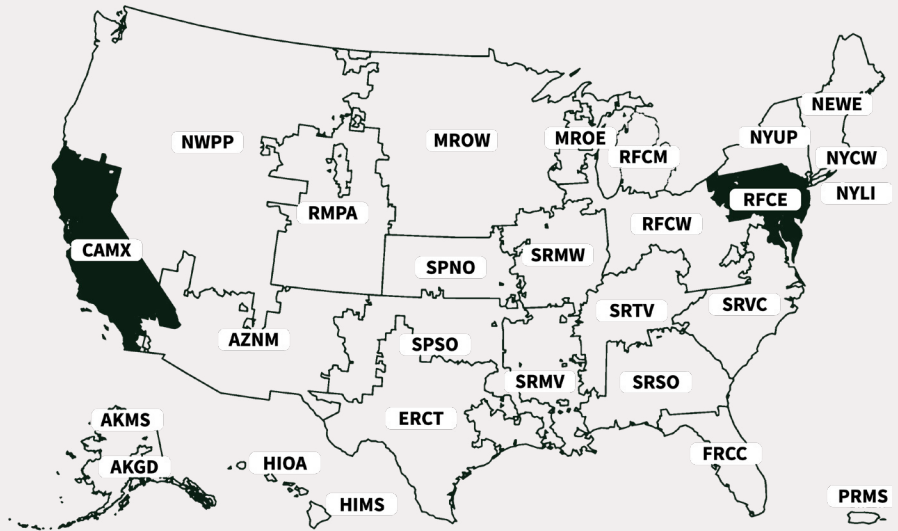 NEWE
NWPP
MROW
MROE
NYUP
RFCM
NYCW
NYLI
RFCE
RMPA
RFCW
CAMX
SPNO
SRMW
SRTV
SRVC
AZNM
SPSO
SRMV
SRSO
AKMS
ERCT
FRCC
AKGD
HIOA
HIMS
PRMS